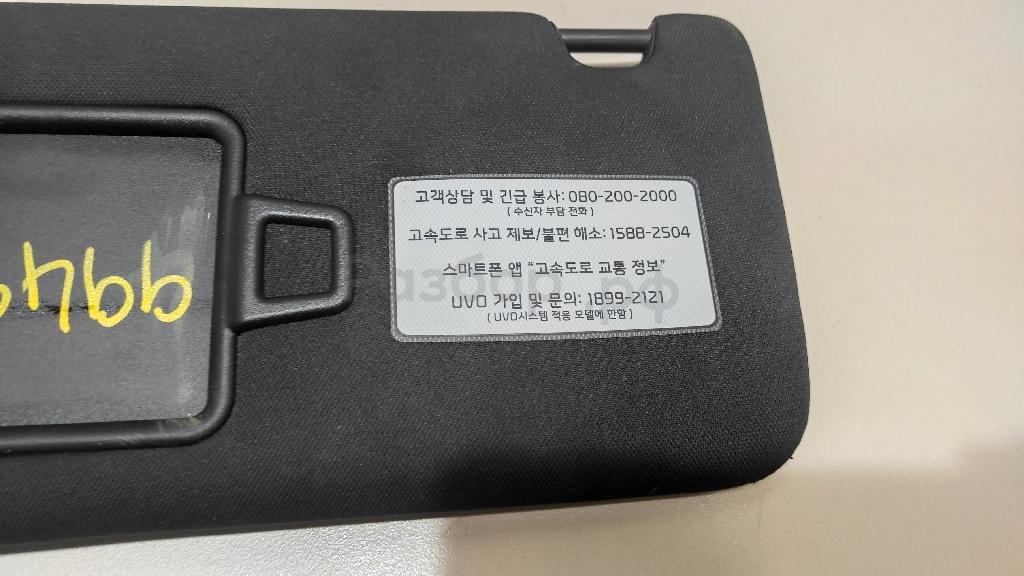 고객상담 및 긴급 봉사: 080-200-2000
( 수신자 부담 전화 )
고속도로 사고 제보/불편 해소: 1588-2504
스마트폰 앱 "고속도로 교통 정보"
UVO 가입 및 문의: 1899-2121
( UVO시스템 적용 모델에 한함 )
Разбор.рф